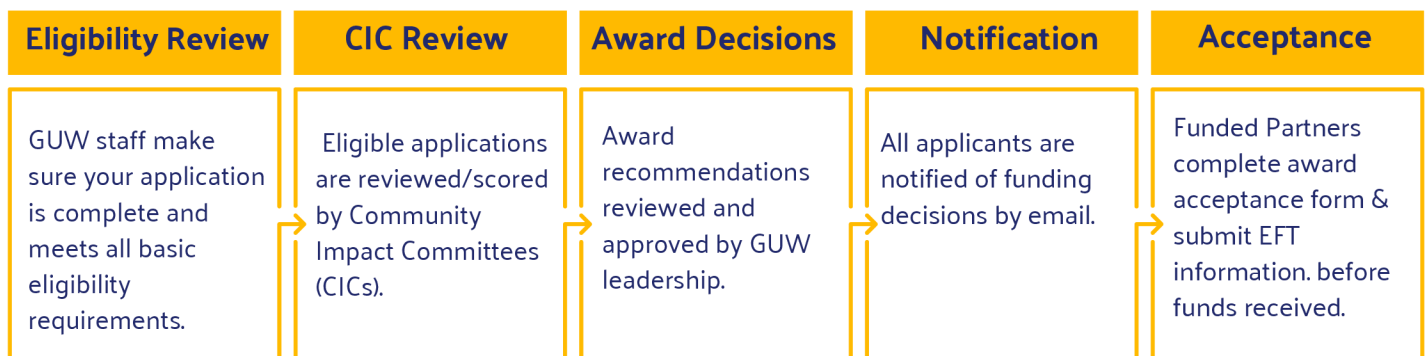 Eligibility Review
GUW staff make
sure your application
is complete and
meets all basic
eligibility
requirements.
CIC Review
Eligible applications
are reviewed/scored
by Community
Impact Committees
(CICs).
Award Decisions
Award
recommendations
reviewed and
approved by GUW
leadership.
Notification
All applicants are
notified of funding
decisions by email.
Acceptance
Funded Partners
complete award
acceptance form &
submit EFT
information. before
funds received.